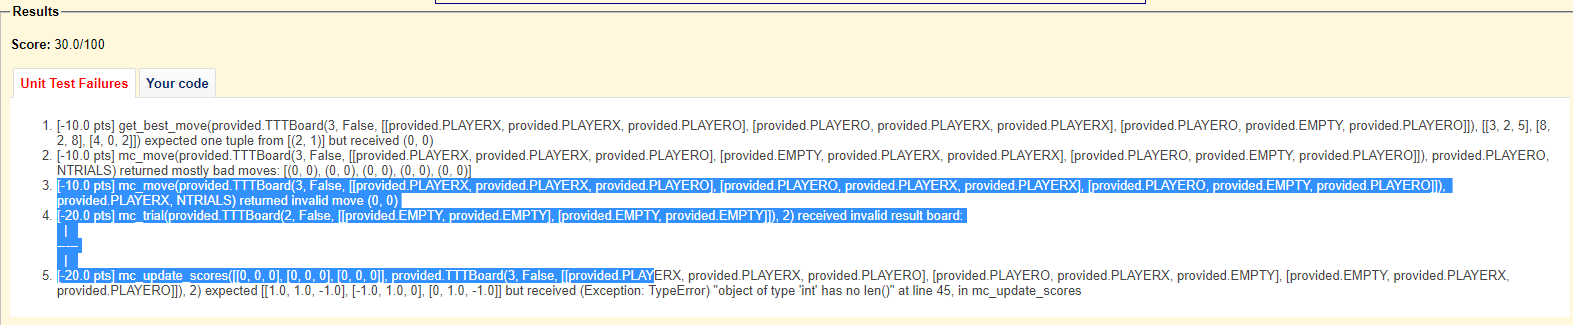 Results
Score: 30.0/100
Unit Test Failures
Your code
1. [-10.0 pts] get_best_move(provided.TTTBoard(3, False, [[provided.PLAYERX, provided.PLAYERX, provided.PLAYERO], [provided.PLAYERO, provided.PLAYERX, provided.PLAYERX], [provided.PLAYERO, provided.EMPTY, provided.PLAYERO]]), [[3, 2, 5], [8,
2, 8], [4, 0, 2]]) expected one tuple from [(2, 1)] but received (0, 0)
2. [-10.0 pts] mc_move(provided.TTTBoard(3, False, [[provided.PLAYERX, provided.PLAYERX, provided.PLAYERO], [provided.EMPTY, provided.PLAYERX, provided.PLAYERX], [provided.PLAYERO, provided.EMPTY, provided.PLAYERO]]), provided.PLAYERO,
NTRIALS) returned mostly bad moves: [(0, 0), (0, 0), (0, 0), (0, 0), (0, 0)]
3. [-10.0 pts] mc_move(provided.TTTBoard(3, False, [[provided.PLAYERX, provided.PLAYERX, provided.PLAYERO], [provided.PLAYERO, provided.PLAYERX, provided.PLAYERX], [provided.PLAYERO, provided.EMPTY, provided.PLAYERO]]),
provided.PLAYERX, NTRIALS) returned invalid move (0, 0)
4. [-20.0 pts] mc_trial(provided.TTTBoard(2, False, [[provided.EMPTY, provided.EMPTY], [provided.EMPTY, provided.EMPTY]]), 2) received invalid result board:
|
-----
|
5. [-20.0 pts] mc_update_scores([[0, 0, 0], [0, 0, 0], [0, 0, 0]], provided.TTTBoard(3, False, [[provided.PLAYERX, provided.PLAYERX, provided.PLAYERO], [provided.PLAYERO, provided.PLAYERX, provided.EMPTY], [provided.EMPTY, provided.PLAYERX,
provided.PLAYERO]]), 2) expected [[1.0, 1.0, -1.0], [-1.0, 1.0, 0], [0, 1.0, -1.0]] but received (Exception: TypeError) "object of type 'int' has no len()" at line 45, in mc_update_scores